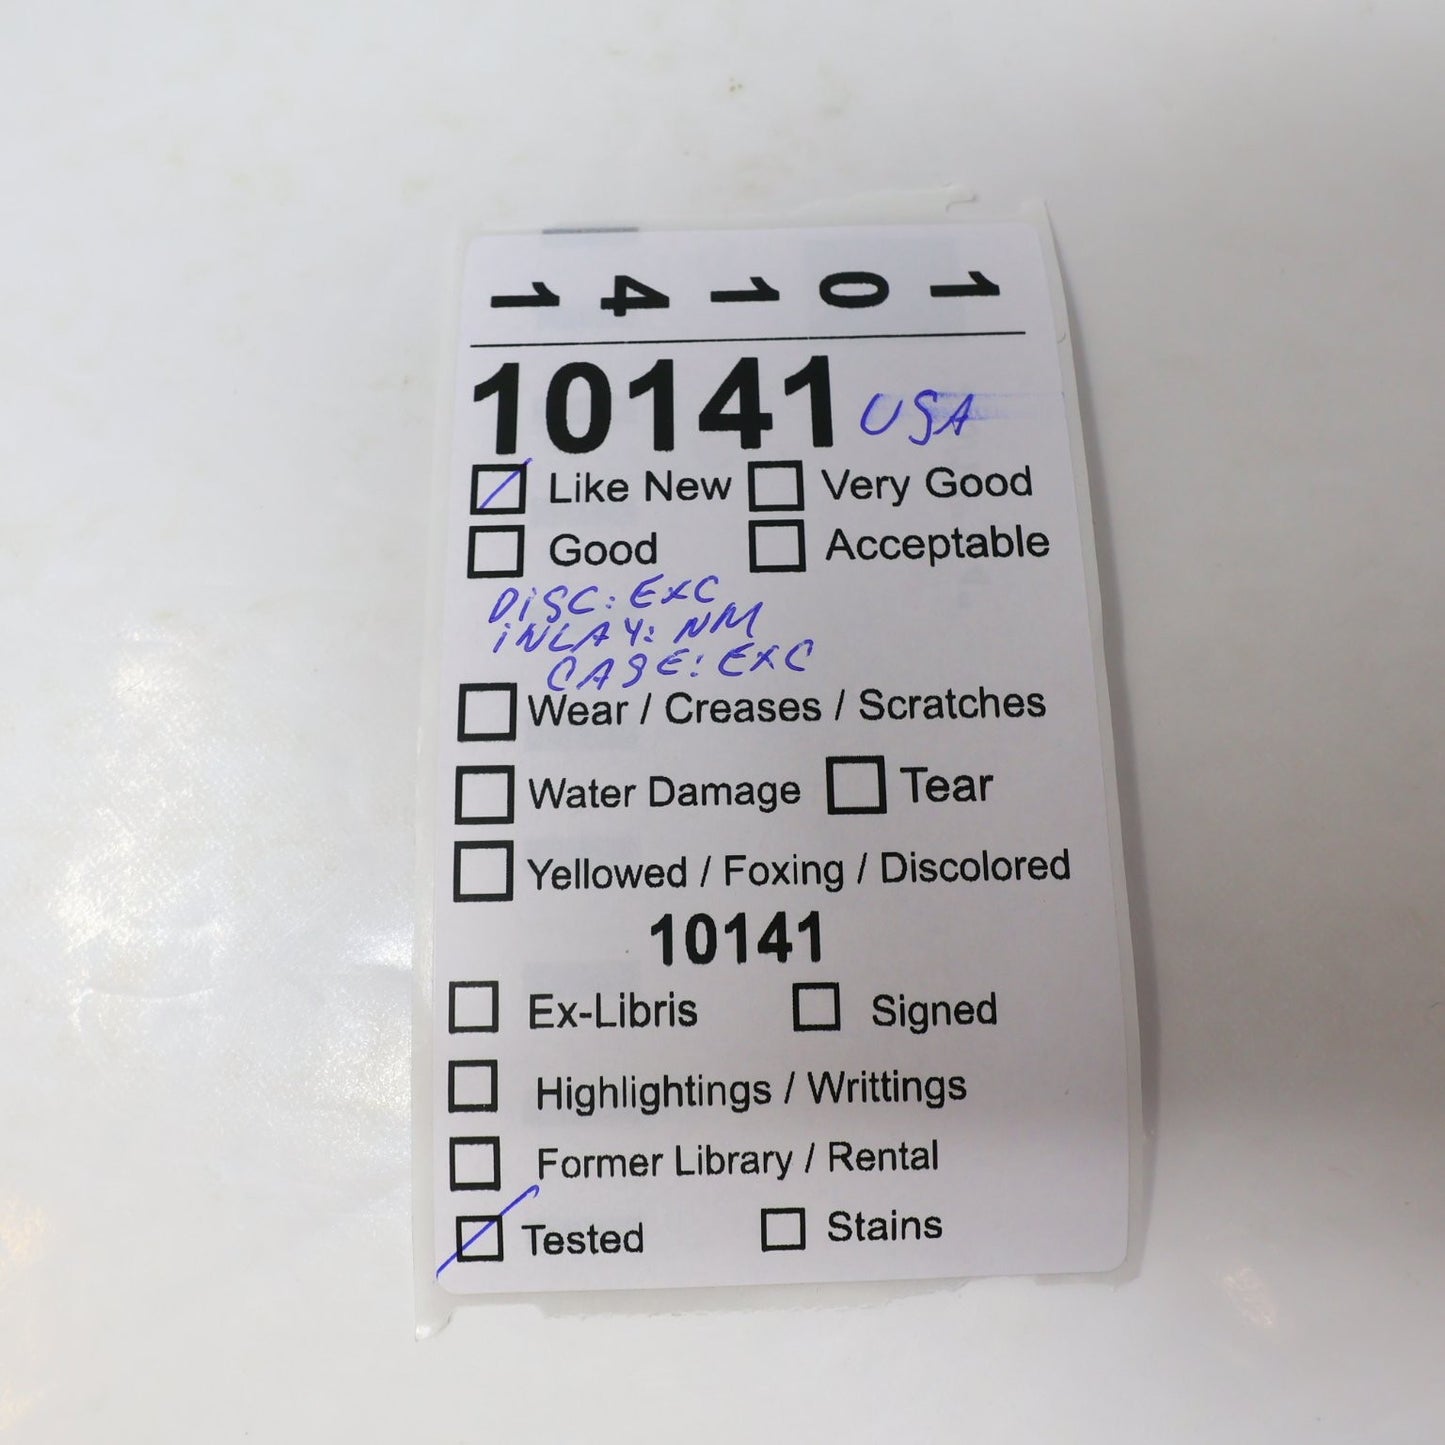 1 4 1 0 1
10141 USA
Like New Very Good
Good Acceptable
DISC: EXC
INLAY: NM
CASE: EXC
Wear / Creases / Scratches
Water Damage Tear
Yellowed / Foxing / Discolored
10141
Ex-Libris Signed
Highlightings / Writtings
Former Library / Rental
Tested Stains